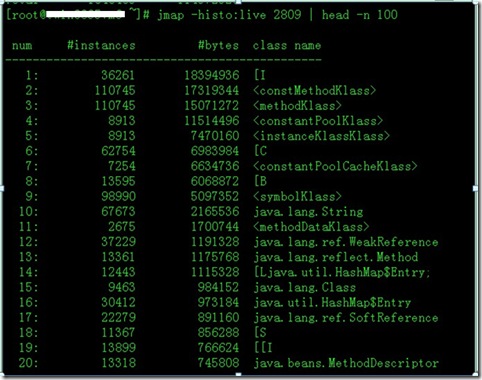 [root@ ~]# jmap -histo:live 2809 | head -n 100
num #instances #bytes class name
----------------------------------------------
1: 36261 18394936 [I
2: 110745 17319344 <constMethodKlass>
3: 110745 15071272 <methodKlass>
4: 8913 11514496 <constantPoolKlass>
5: 8913 7470160 <instanceKlassKlass>
6: 62754 6983984 [C
7: 7254 6634736 <constantPoolCacheKlass>
8: 13595 6068872 [B
9: 98990 5097352 <symbolKlass>
10: 67673 2165536 java.lang.String
11: 2675 1700744 <methodDataKlass>
12: 37229 1191328 java.lang.ref.WeakReference
13: 13361 1175768 java.lang.reflect.Method
14: 12443 1115328 [Ljava.util.HashMap$Entry;
15: 9463 984152 java.lang.Class
16: 30412 973184 java.util.HashMap$Entry
17: 22279 891160 java.lang.ref.SoftReference
18: 11367 856288 [S
19: 13899 766624 [[I
20: 13318 745808 java.beans.MethodDescriptor